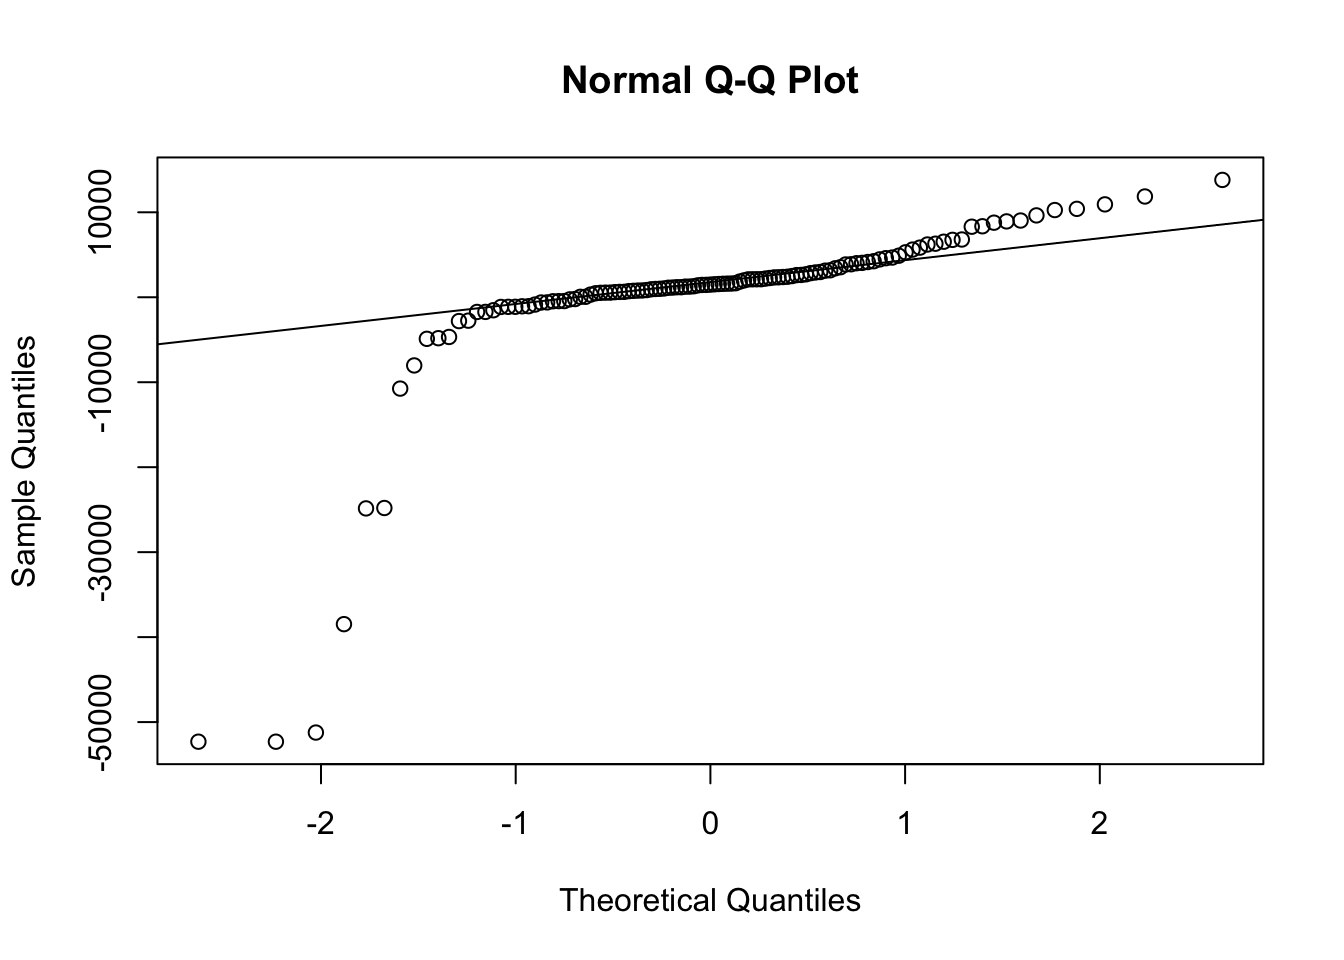 Normal Q-Q Plot
Sample Quantiles
10000
-10000
-30000
-50000
-2 -1 0 1 2
Theoretical Quantiles